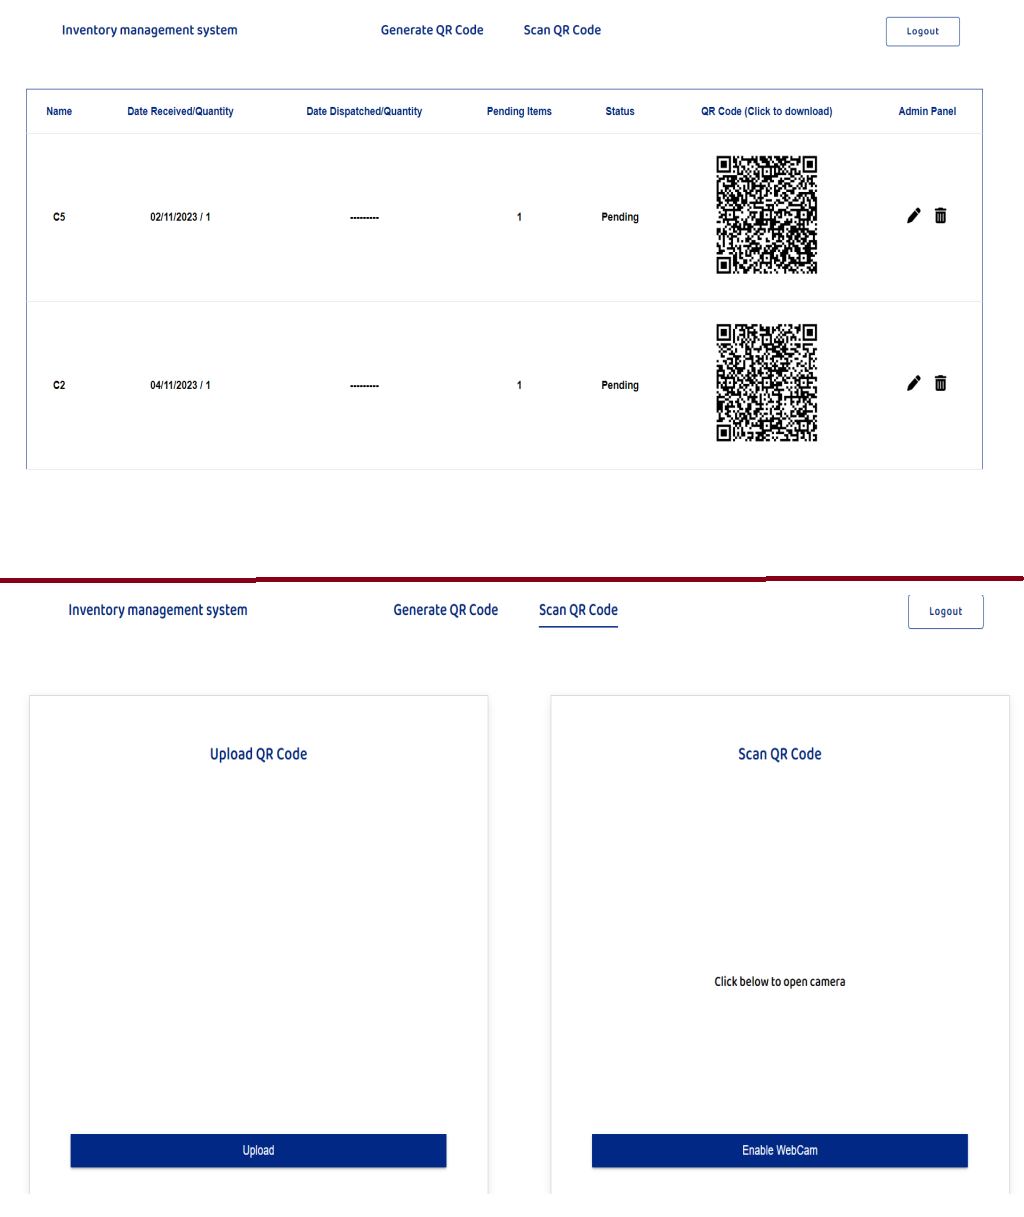 Inventory management system Generate QR Code Scan QR Code Logout
Name Date Received/Quantity Date Dispatched/Quantity Pending Items Status QR Code (Click to download) Admin Panel
C5 02/11/2023 / 1 --------- 1 Pending
C2 04/11/2023 / 1 --------- 1 Pending
Inventory management system Generate QR Code Scan QR Code Logout
Upload QR Code
Upload
Scan QR Code
Click below to open camera
Enable WebCam